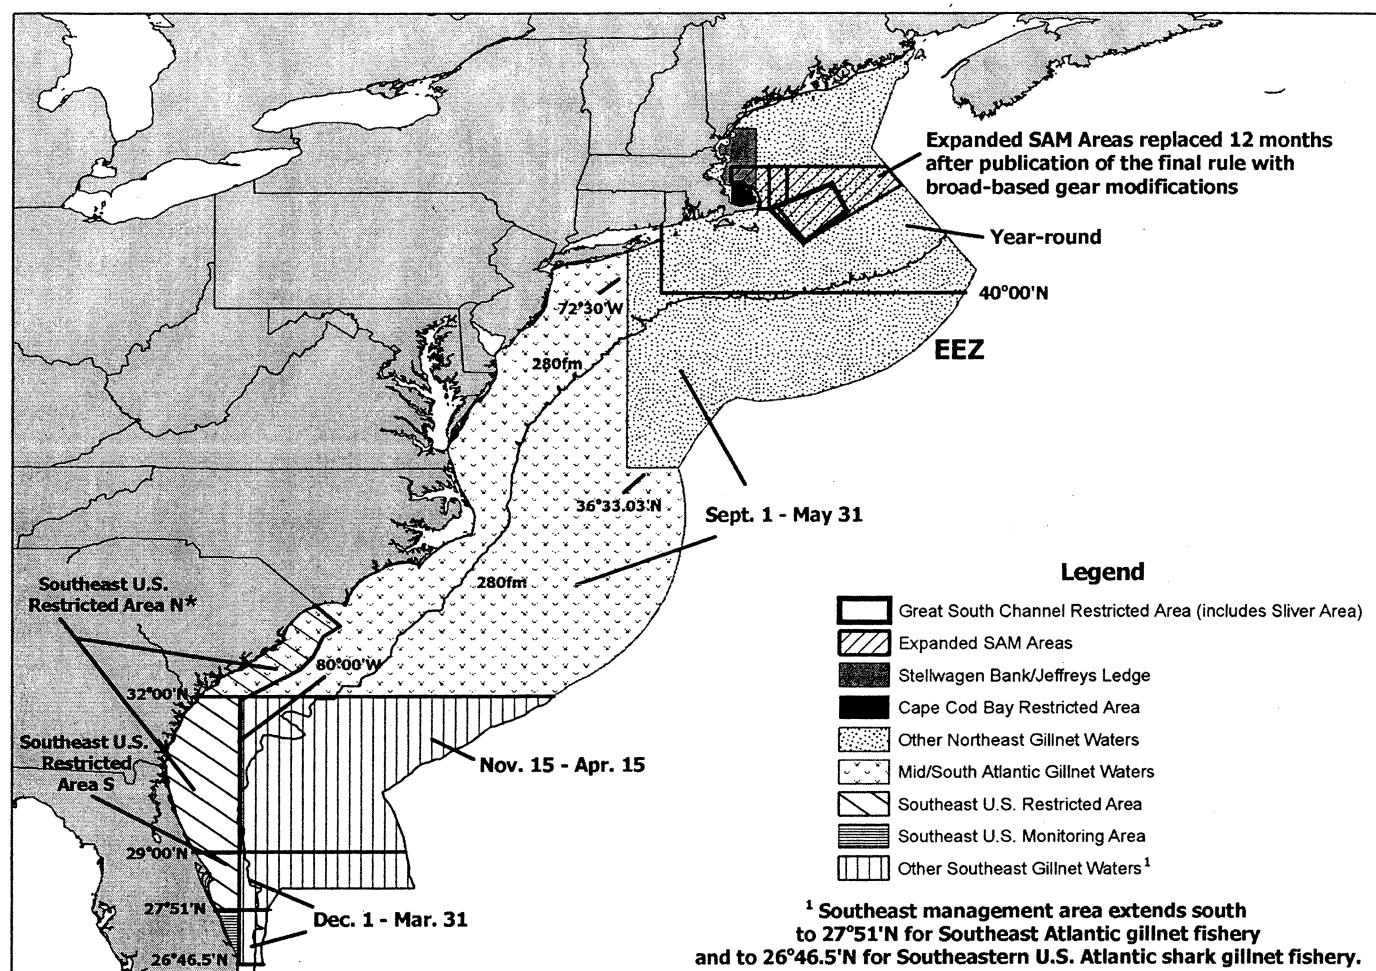 Expanded SAM Areas replaced 12 months
after publication of the final rule with
broad-based gear modifications
Year-round
40°00'N
72°30'W
EEZ
280fm
36°33.03'N
Sept. 1 - May 31
280fm
Southeast U.S.
Restricted Area N*
80°00'W
32°00'N
Southeast U.S.
Restricted
Area S
Nov. 15 - Apr. 15
29°00'N
27°51'N
Dec. 1 - Mar. 31
26°46.5'N
Legend
Great South Channel Restricted Area (includes Sliver Area)
Expanded SAM Areas
Stellwagen Bank/Jeffreys Ledge
Cape Cod Bay Restricted Area
Other Northeast Gillnet Waters
Mid/South Atlantic Gillnet Waters
Southeast U.S. Restricted Area
Southeast U.S. Monitoring Area
Other Southeast Gillnet Waters1
1 Southeast management area extends south
to 27°51'N for Southeast Atlantic gillnet fishery
and to 26°46.5'N for Southeastern U.S. Atlantic shark gillnet fishery.